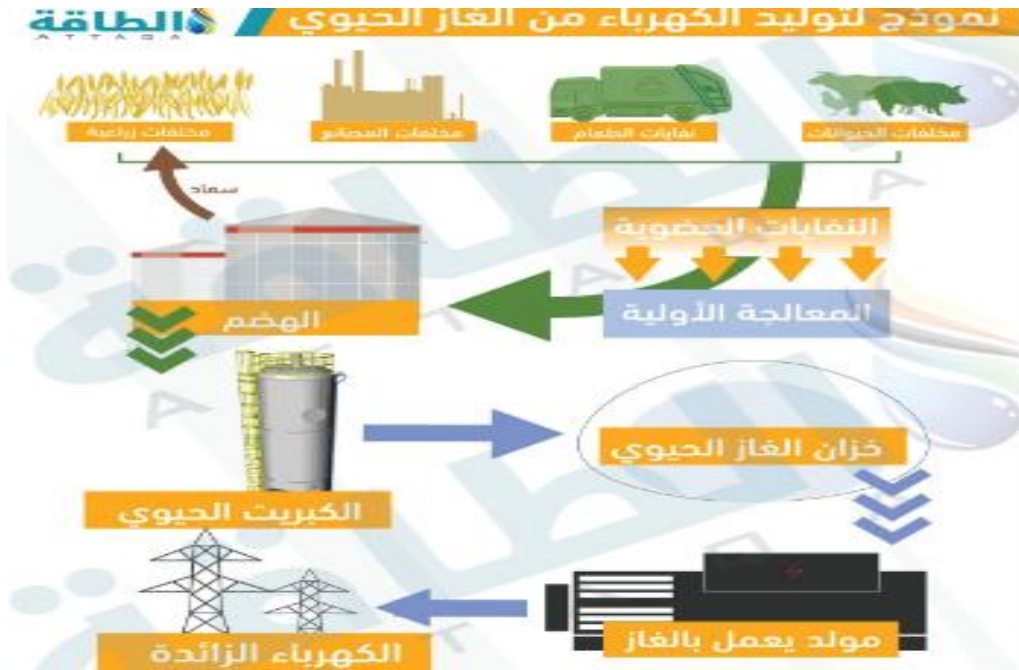 نموذج لتوليد الكهرباء من الغاز الحيوي
الطاقة
ATTAQA
مخلفات الحيوانات
نفايات الطعام
مخلفات المصانع
مخلفات زراعية
سماد
النفايات العضوية
المعالجة الأولية
الهضم
خزان الغاز الحيوي
الكبريت الحيوي
مولد يعمل بالغاز
الكهرباء الزائدة